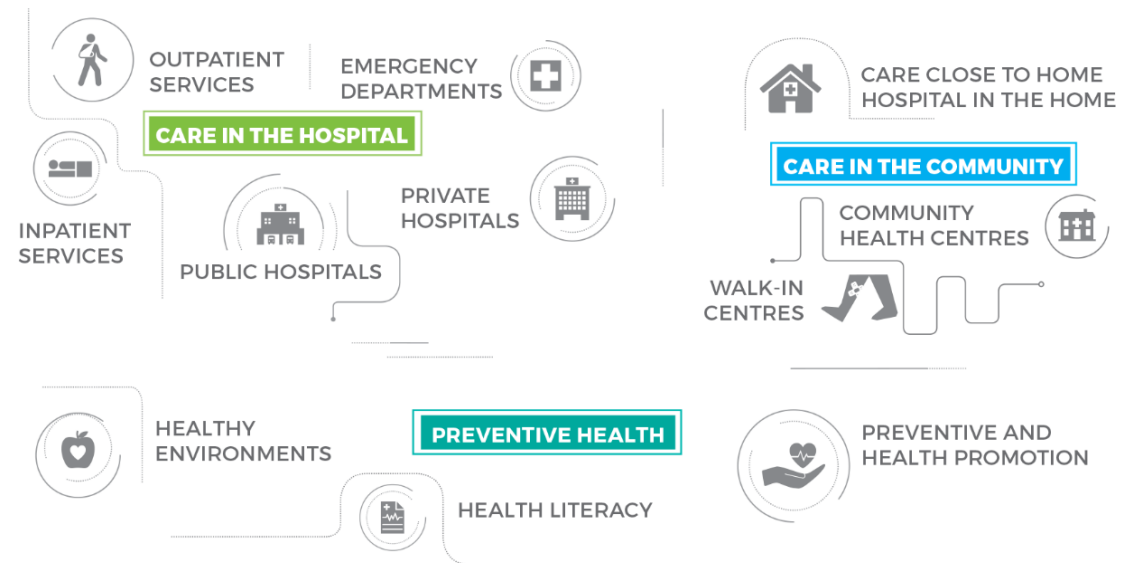 OUTPATIENT
SERVICES
EMERGENCY
DEPARTMENTS
CARE IN THE HOSPITAL
INPATIENT
SERVICES
PUBLIC HOSPITALS
PRIVATE
HOSPITALS
CARE CLOSE TO HOME
HOSPITAL IN THE HOME
CARE IN THE COMMUNITY
COMMUNITY
HEALTH CENTRES
WALK-IN
CENTRES
HEALTHY
ENVIRONMENTS
PREVENTIVE HEALTH
HEALTH LITERACY
PREVENTIVE AND
HEALTH PROMOTION